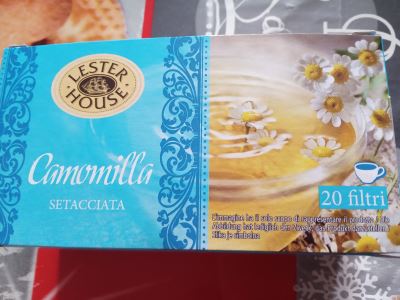 LESTER
HOUSE
Camomilla
SETACCIATA
20 filtri
L'immagine ha il solo scopo di rappresentare il prodotto / Die
Abbildung hat lediglich den Zweck das Produkt darzustellen /
Slika je simbolna